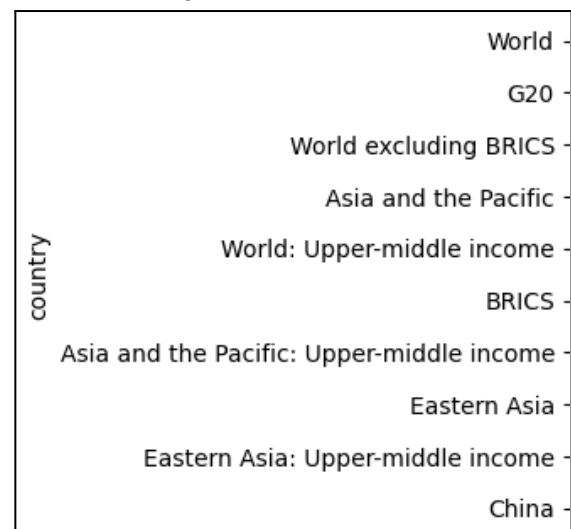 World
G20
World excluding BRICS
Asia and the Pacific
World: Upper-middle income
country
BRICS
Asia and the Pacific: Upper-middle income
Eastern Asia
Eastern Asia: Upper-middle income
China